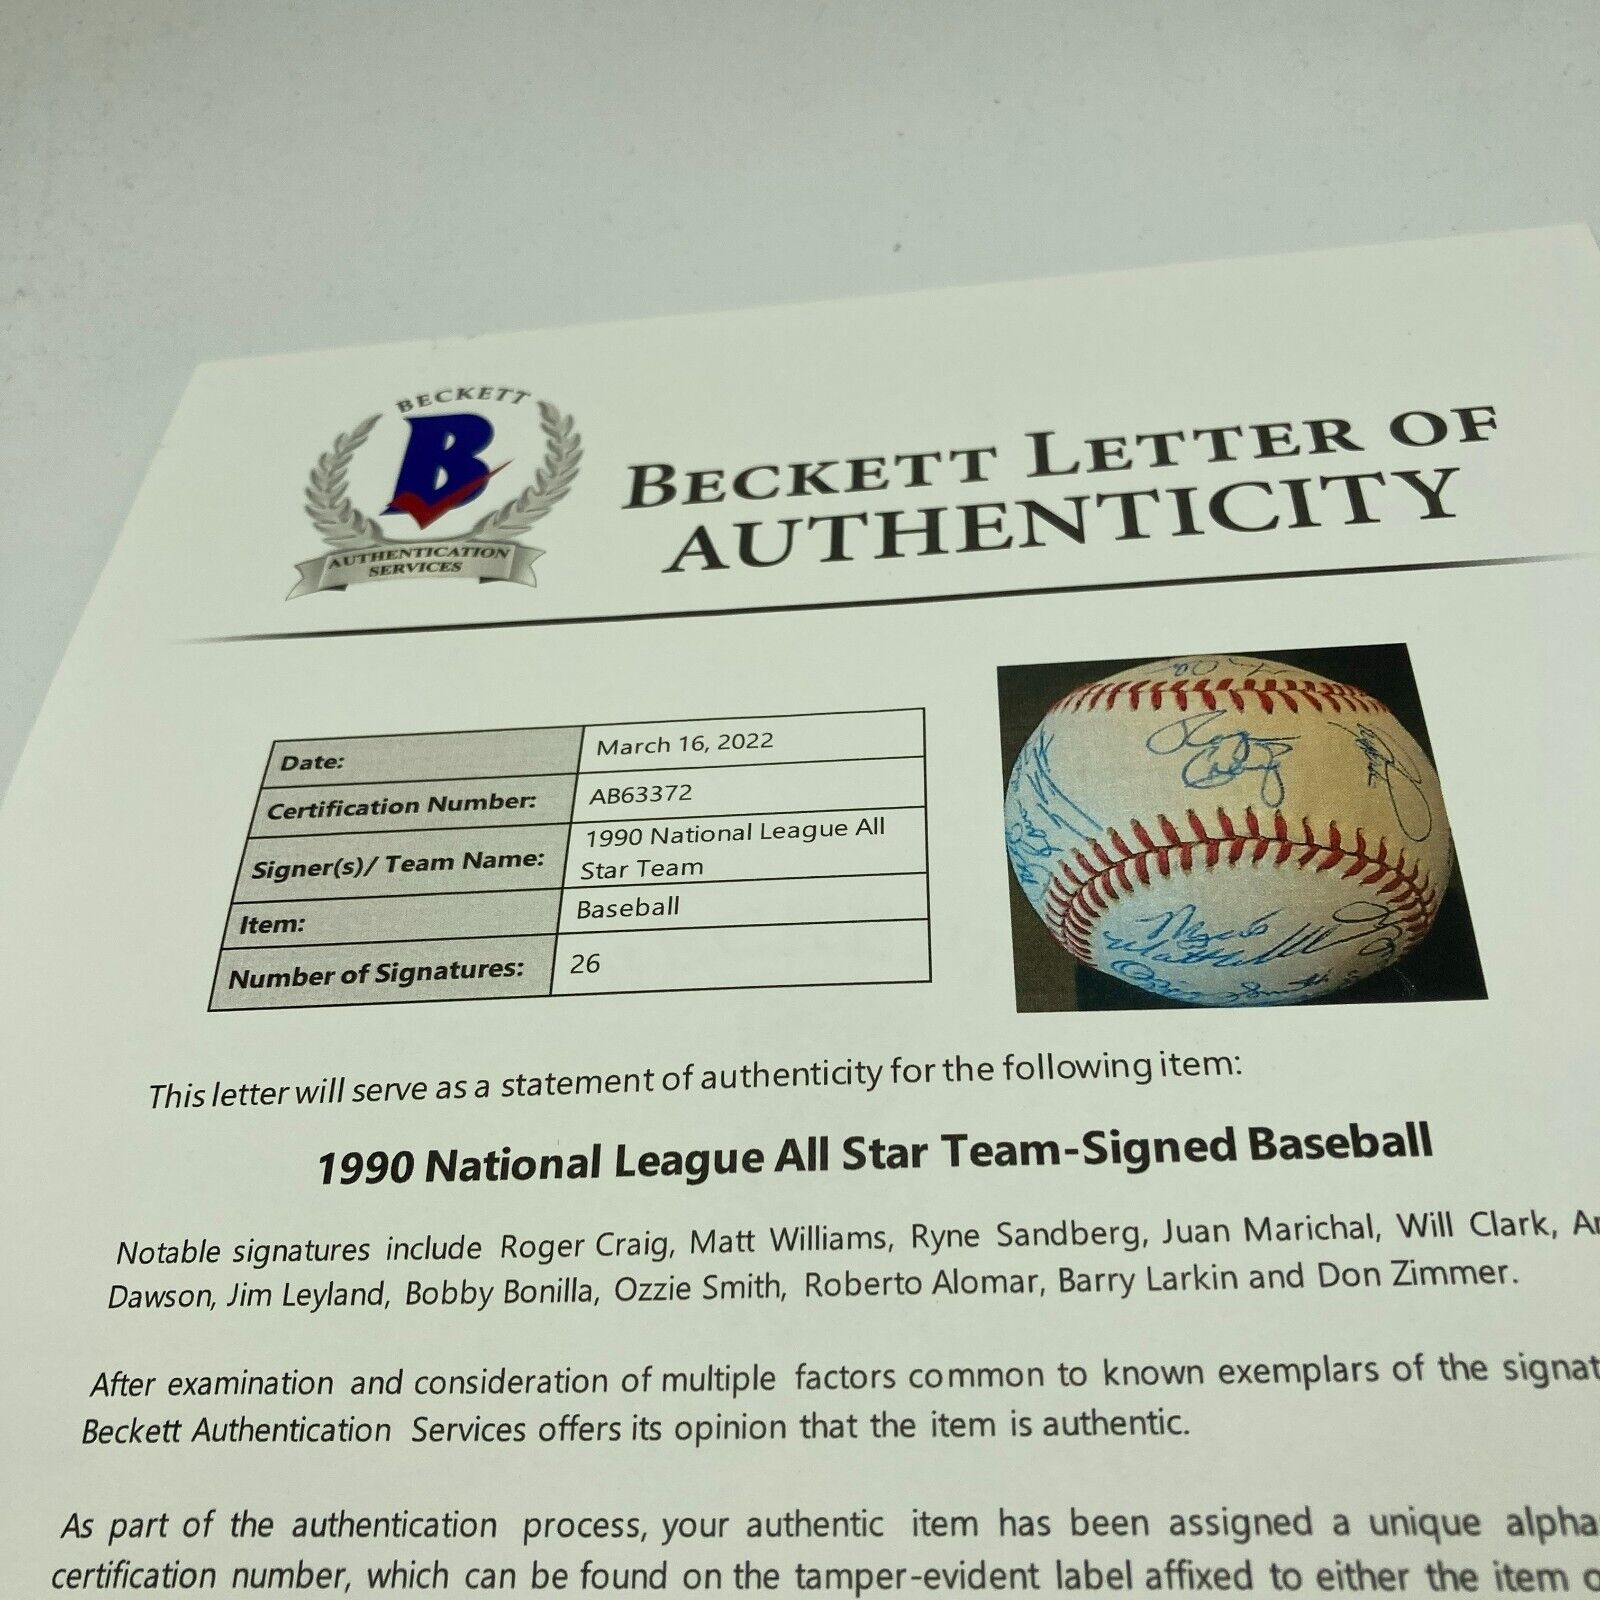 BECKETT
B
AUTHENTICATION
SERVICES
BECKETT LETTER OF
AUTHENTICITY
Date: March 16, 2022
Certification Number: AB63372
Signer(s)/ Team Name: 1990 National League All
Star Team
Item: Baseball
Number of Signatures: 26
Roger
Craig
Matt Williams
Ozzie Smith
This letter will serve as a statement of authenticity for the following item:
1990 National League All Star Team-Signed Baseball
Notable signatures include Roger Craig, Matt Williams, Ryne Sandberg, Juan Marichal, Will Clark,
Dawson, Jim Leyland, Bobby Bonilla, Ozzie Smith, Roberto Alomar, Barry Larkin and Don Zimmer.
After examination and consideration of multiple factors common to known exemplars of the signat
Beckett Authentication Services offers its opinion that the item is authentic.
As part of the authentication process, your authentic item has been assigned a unique alpha
certification number, which can be found on the tamper-evident label affixed to either the item